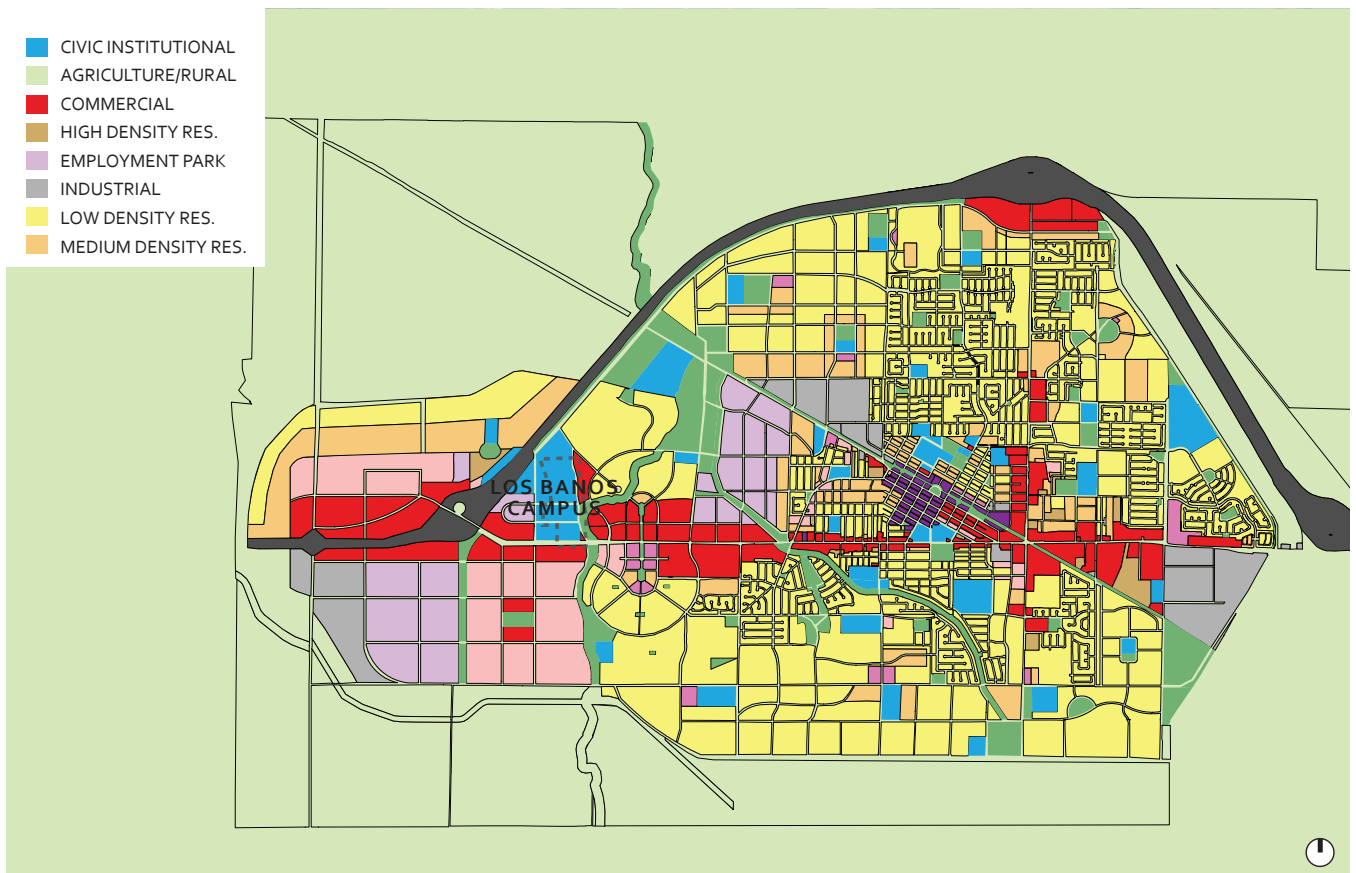 CIVIC INSTITUTIONAL
AGRICULTURE/RURAL
COMMERCIAL
HIGH DENSITY RES.
EMPLOYMENT PARK
INDUSTRIAL
LOW DENSITY RES.
MEDIUM DENSITY RES.
LOS BANOS
CAMPUS